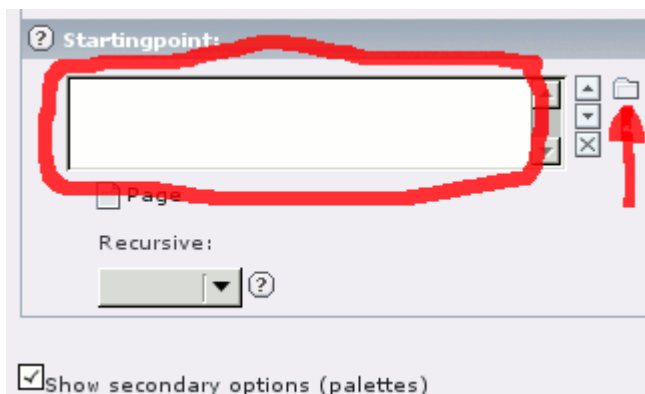 ? Startingpoint:
Page
Recursive:
?
Show secondary options (palettes)